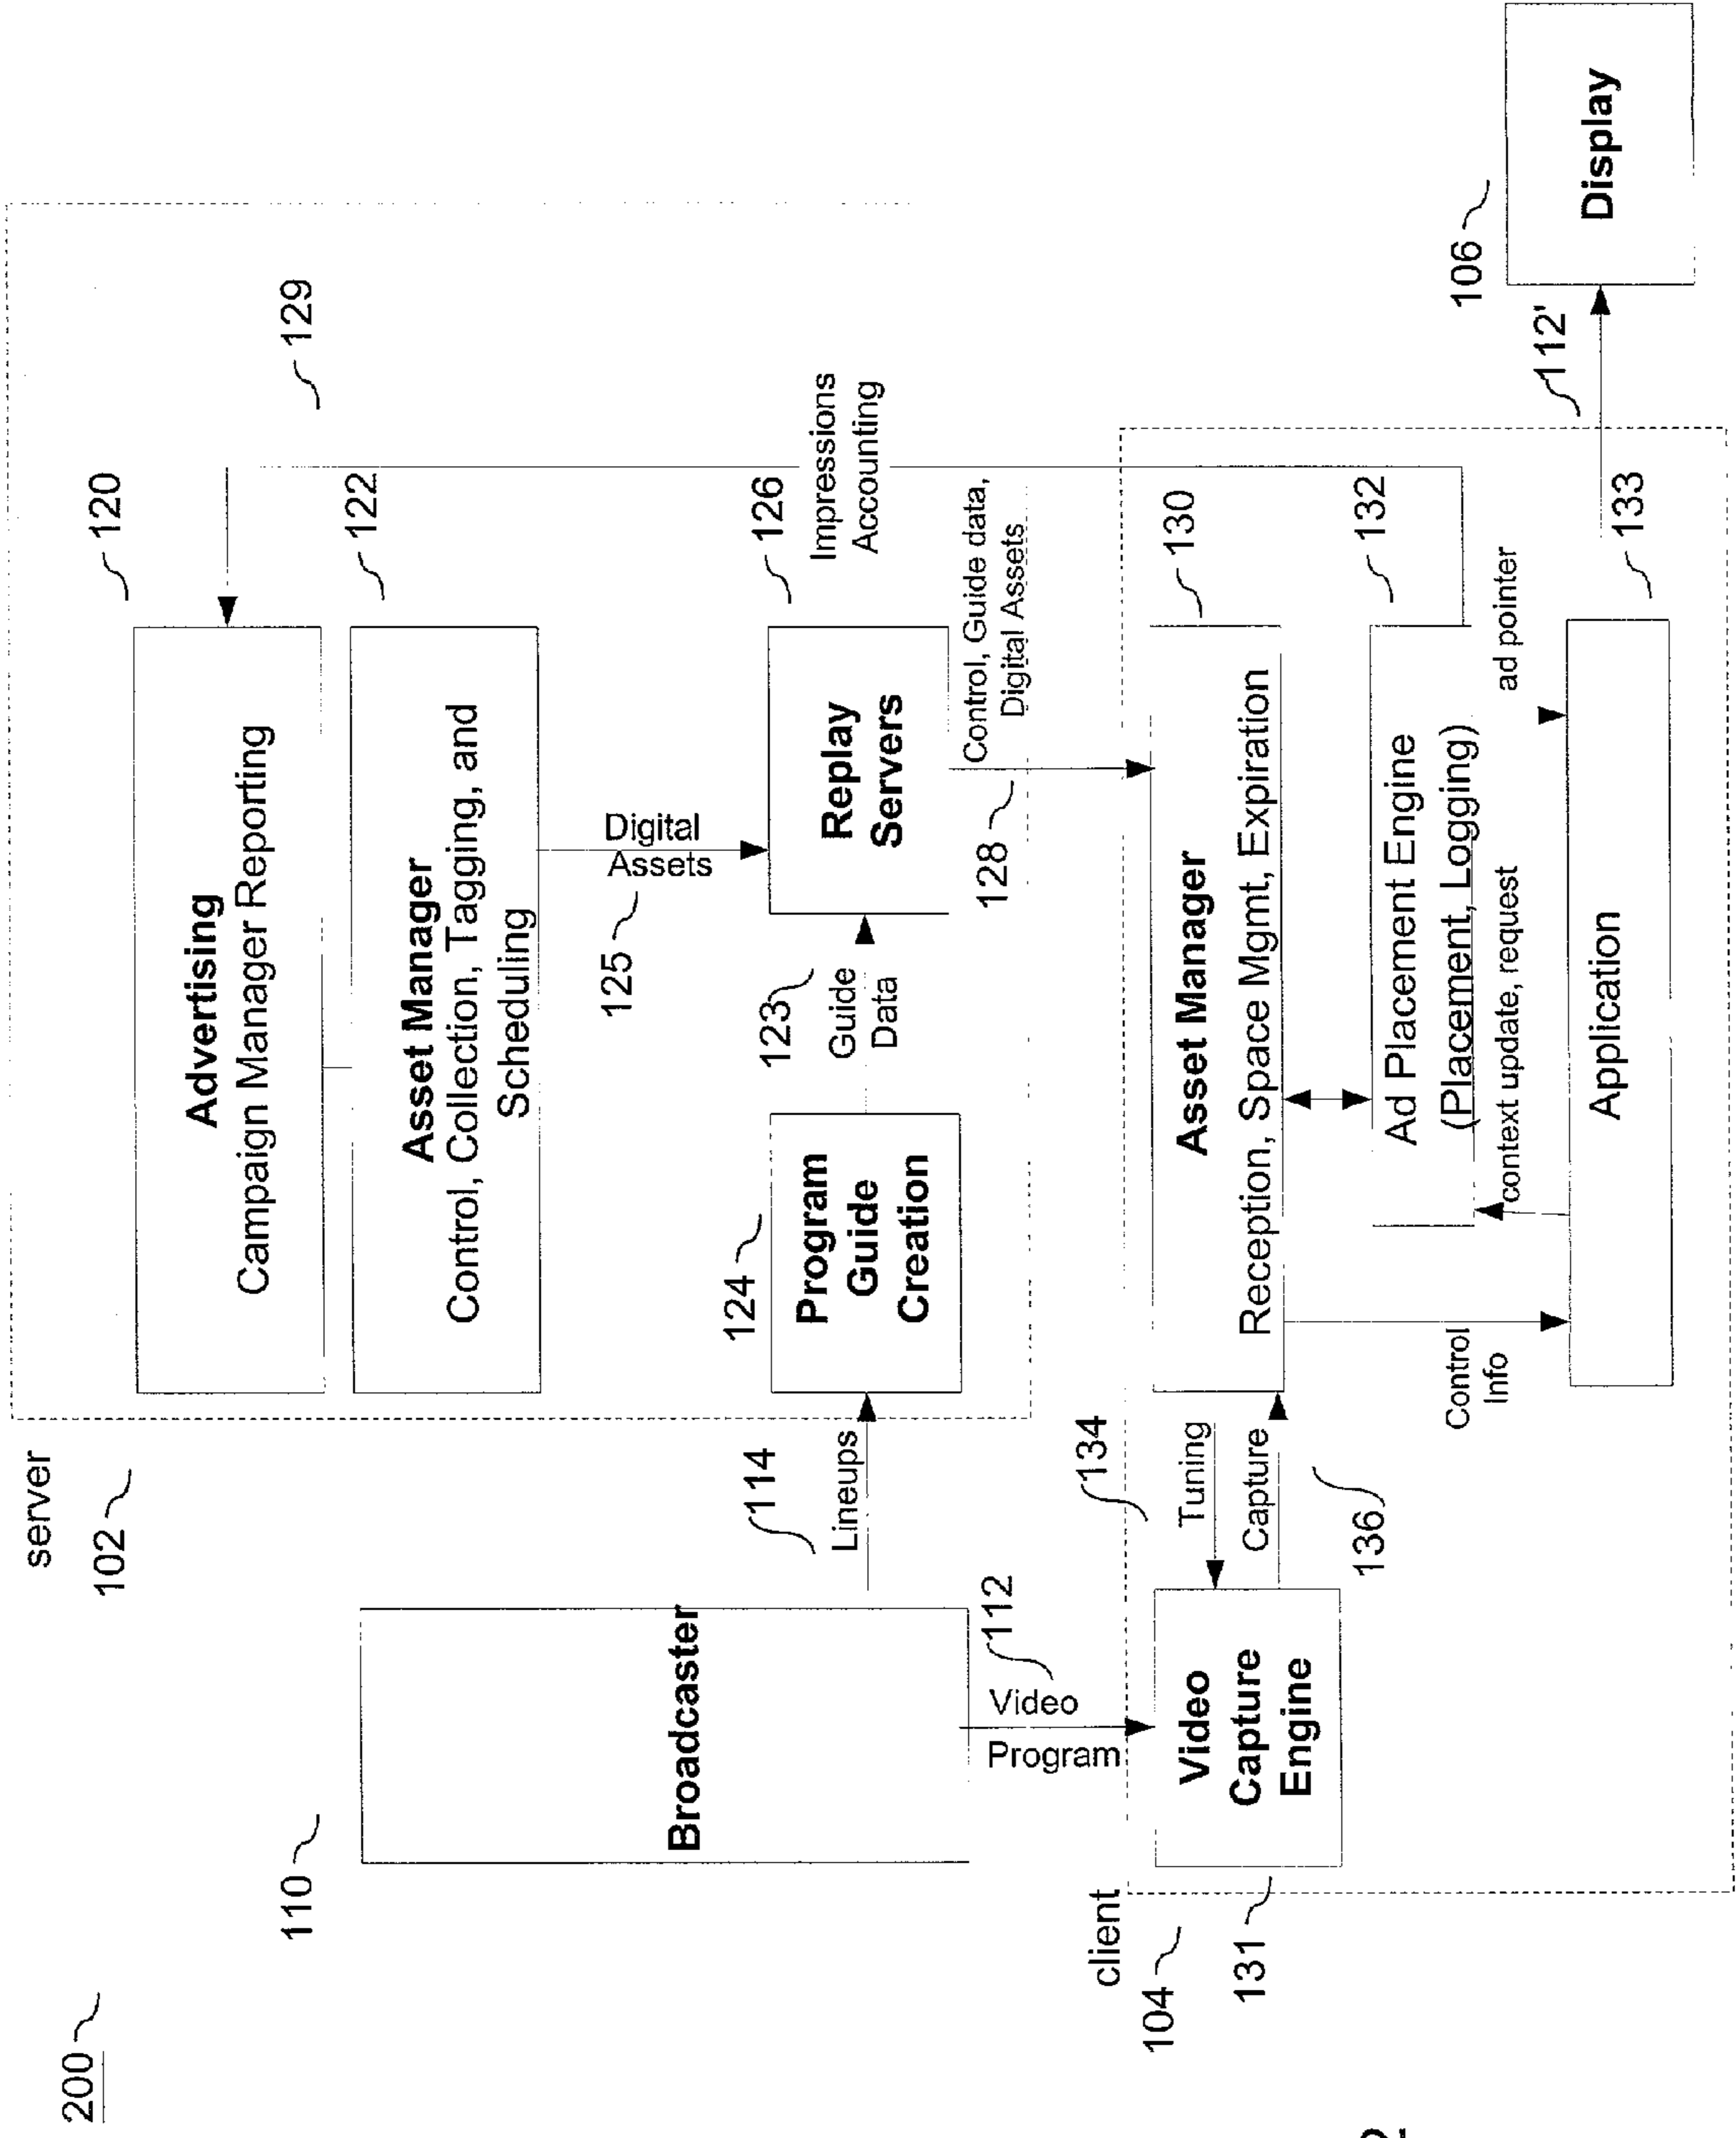 200
server
102
120
Advertising
Campaign Manager Reporting
129
122
Asset Manager
Control, Collection, Tagging, and
Scheduling
110
Broadcaster
125
Digital
Assets
114
Lineups
124
Program
Guide
Creation
123
Guide
Data
126
Replay
Servers
Impressions
Accounting
112
Video
Program
128
Control, Guide data,
Digital Assets
client
104
131
Video
Capture
Engine
134
Tuning
Capture
136
130
Asset Manager
Reception, Space Mgmt, Expiration
132
Ad Placement Engine
(Placement, Logging)
Control
Info
context update, request
ad pointer
133
Application
112'
106
Display